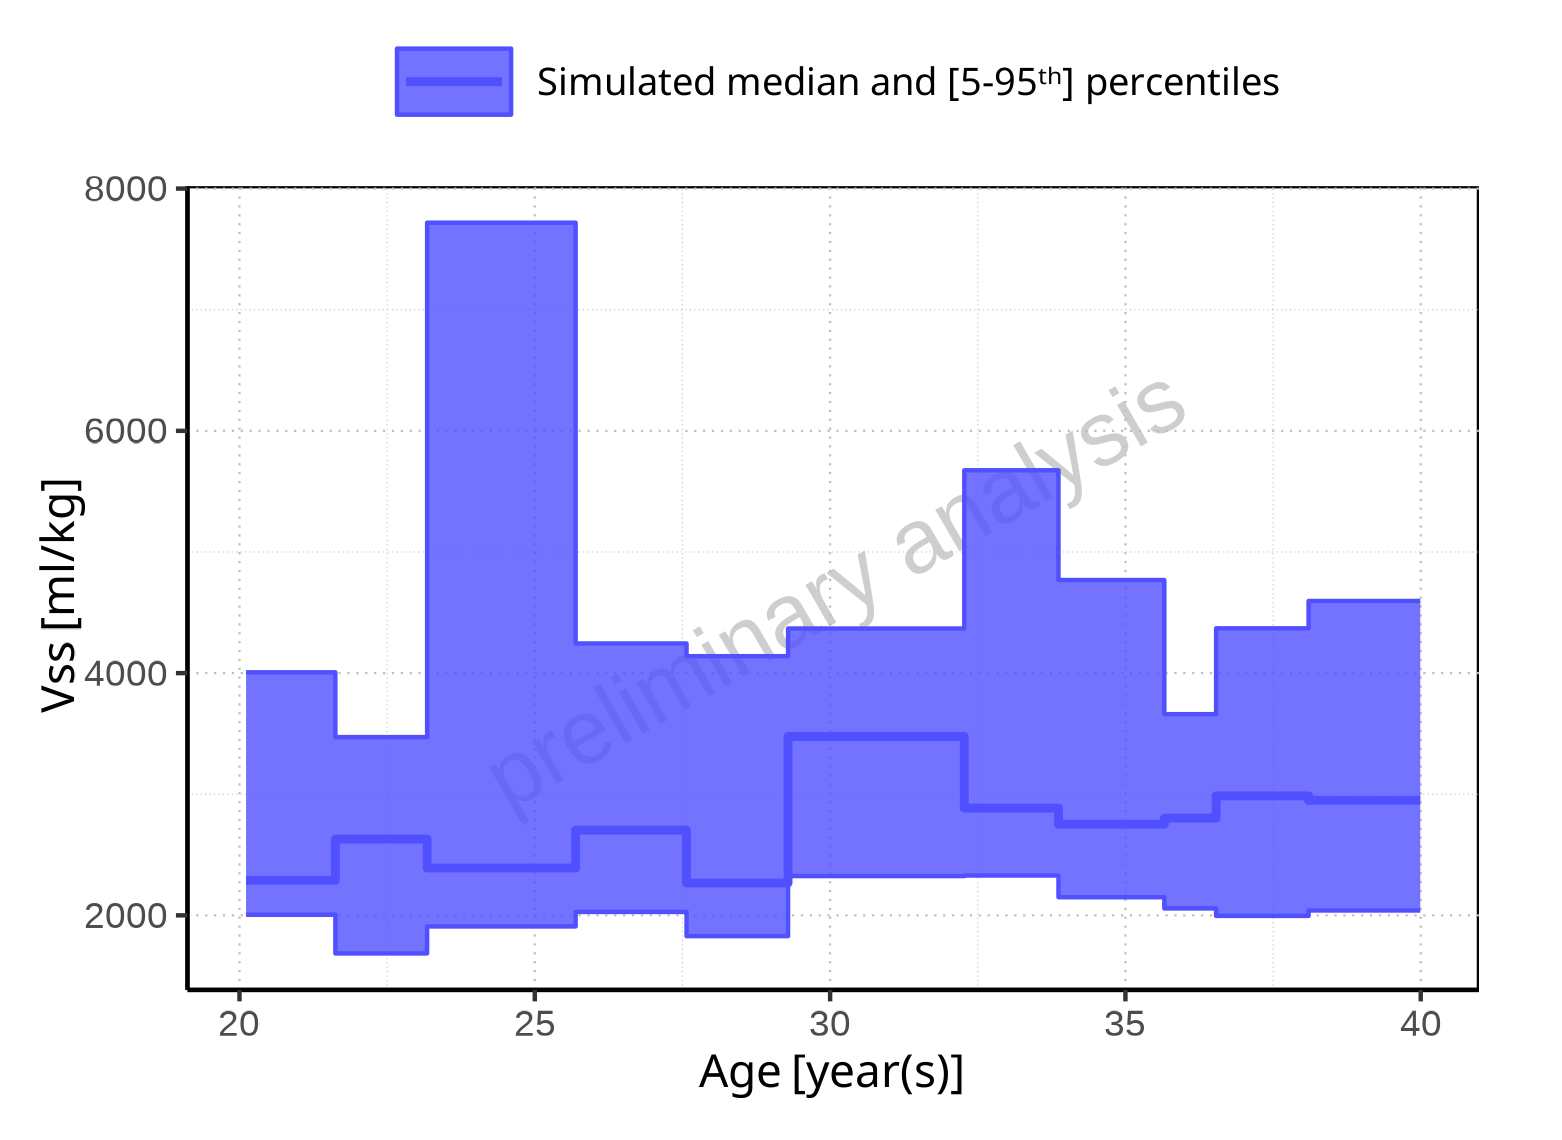 Simulated median and [5-95ᵗʰ] percentiles
8000
6000
4000
2000
Vss [ml/kg]
preliminary analysis
20 25 30 35 40
Age [year(s)]